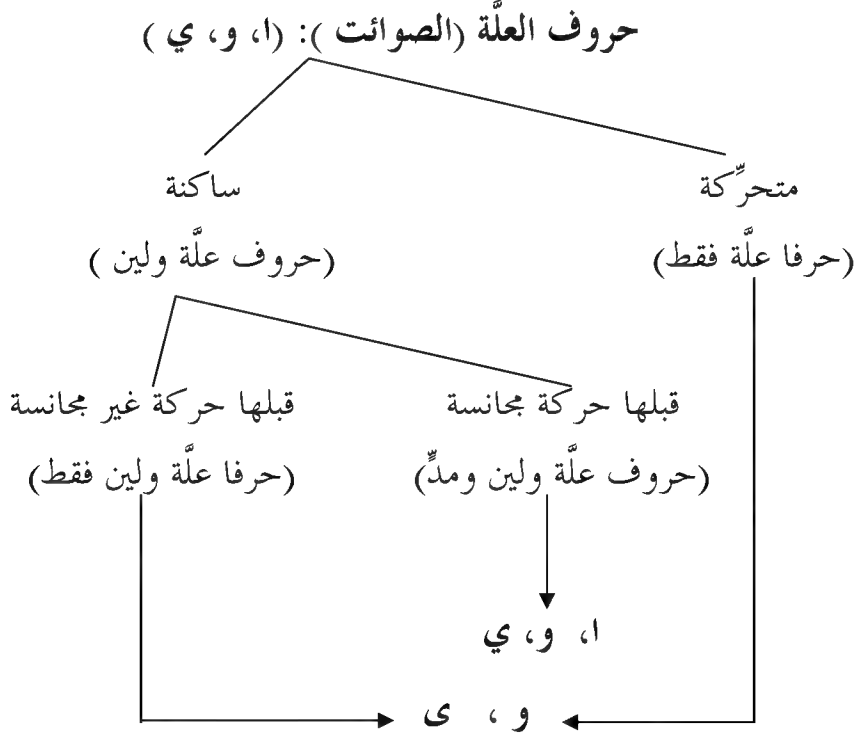 حروف العلَّة (الصوائت ): (ا، و، ي )
متحرِّكة
ساكنة
(حرفا علَّة فقط)
(حروف علَّة ولين )
قبلها حركة مجانسة
قبلها حركة غير مجانسة
(حروف علَّة ولين ومدٍّ)
(حرفا علَّة ولين فقط)
ا، و، ي
و ، ى